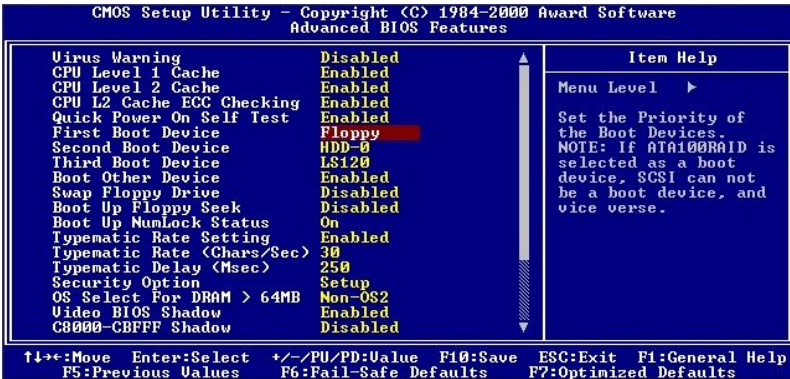 CMOS Setup Utility - Copyright (C) 1984-2000 Award Software
Advanced BIOS Features
Virus Warning Disabled
CPU Level 1 Cache Enabled
CPU Level 2 Cache Enabled
CPU L2 Cache ECC Checking Enabled
Quick Power On Self Test Enabled
First Boot Device Floppy
Second Boot Device HDD-0
Third Boot Device LS120
Boot Other Device Enabled
Swap Floppy Drive Disabled
Boot Up Floppy Seek Disabled
Boot Up NumLock Status On
Typematic Rate Setting Enabled
Typematic Rate (Chars/Sec) 30
Typematic Delay (Msec) 250
Security Option Setup
OS Select For DRAM > 64MB Non-OS2
Video BIOS Shadow Enabled
C8000-CBFFF Shadow Disabled
Item Help
Menu Level ►
Set the Priority of
the Boot Devices.
NOTE: If ATA100RAID is
selected as a boot
device, SCSI can not
be a boot device, and
vice verse.
↑↓→←:Move Enter:Select +/-/PU/PD:Value F10:Save ESC:Exit F1:General Help
F5:Previous Values F6:Fail-Safe Defaults F7:Optimized Defaults